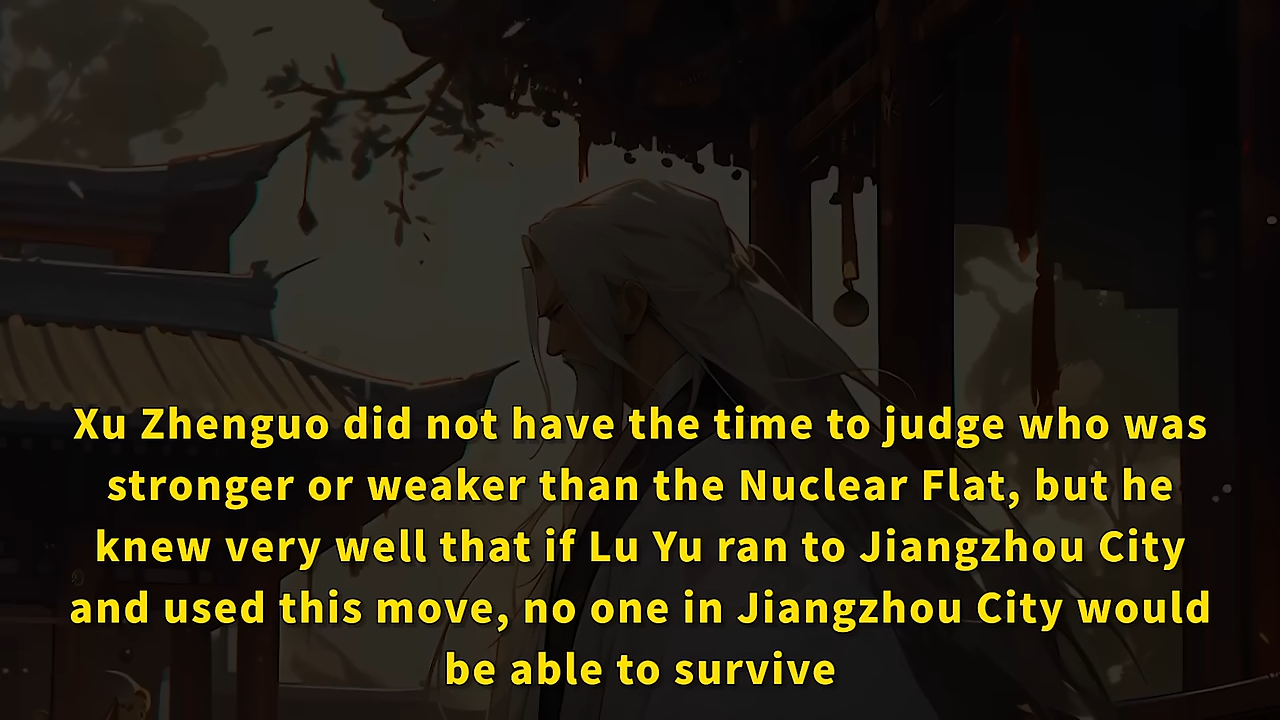 Xu Zhenguo did not have the time to judge who was
stronger or weaker than the Nuclear Flat, but he
knew very well that if Lu Yu ran to Jiangzhou City
and used this move, no one in Jiangzhou City would
be able to survive